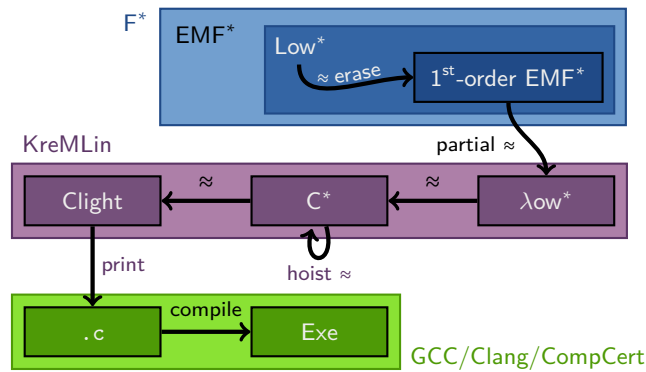 F*
EMF*
Low*
≈ erase
1st-order EMF*
partial ≈
KreMLin
Clight
≈
C*
≈
λow*
print
hoist ≈
.c
compile
Exe
GCC/Clang/CompCert